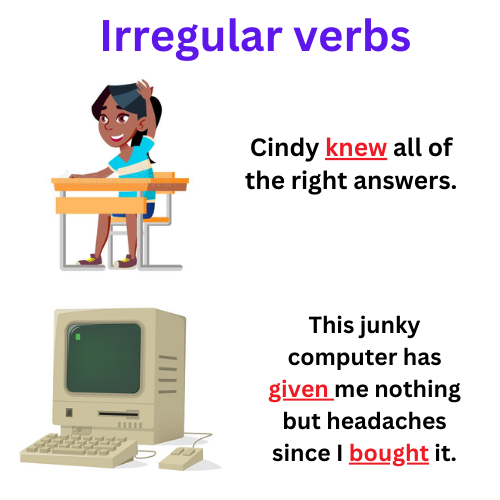 Irregular verbs
Cindy knew all of
the right answers.
This junky
computer has
given me nothing
but headaches
since I bought it.